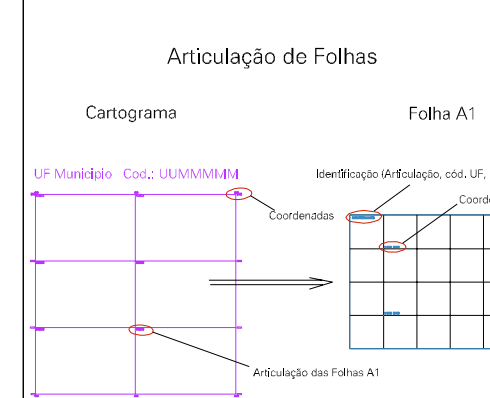 Articulação de Folhas
Cartograma
Folha A1
UF Municipio Cod.: UUMMMMM
Identificação (Articulação, cód. UF,
Coordenadas
Articulação das Folhas A1